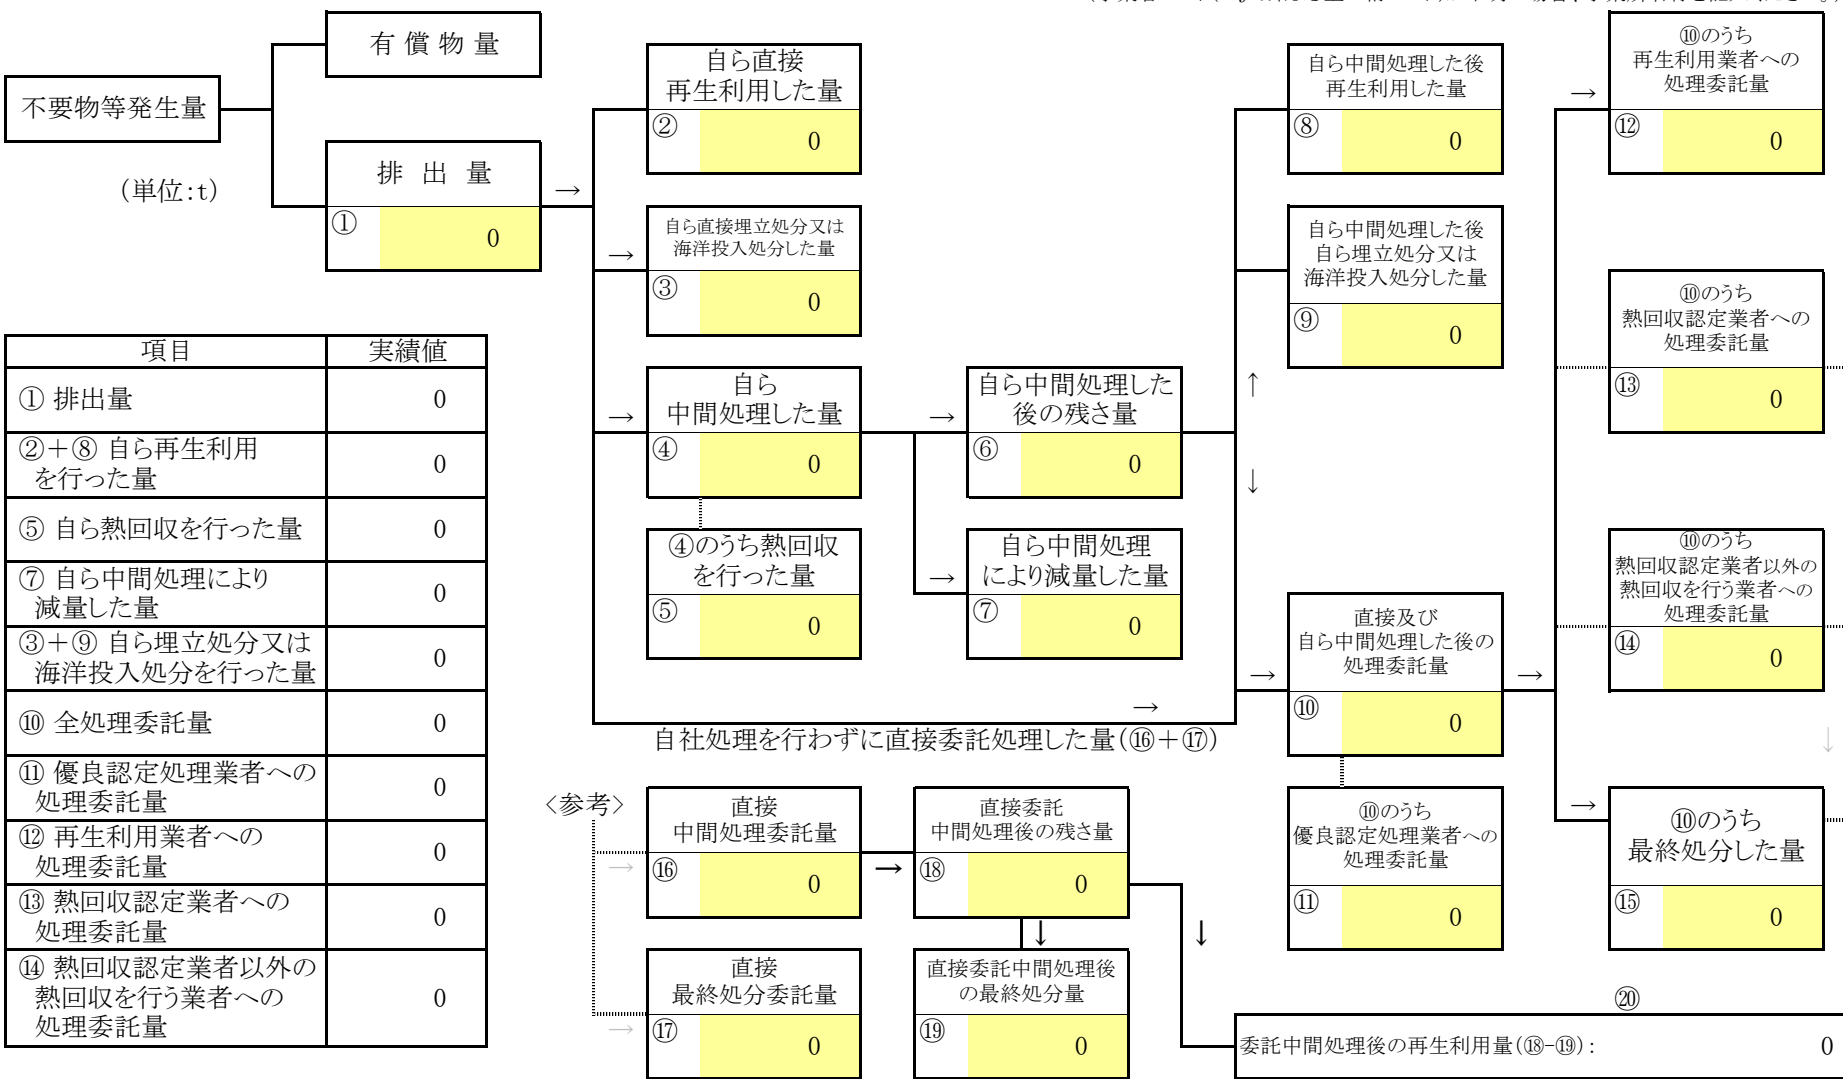 有 償 物 量
不要物等発生量
(単位:t)
排 出 量
①
0
→
自ら直接
再生利用した量
②
0
→
自ら直接埋立処分又は
海洋投入処分した量
③
0
→
自ら
中間処理した量
④
0
④のうち熱回収
を行った量
⑤
0
→
自ら中間処理した
後の残さ量
⑥
0
→
自ら中間処理
により減量した量
⑦
0
↑
↓
自ら中間処理した後
再生利用した量
⑧
0
自ら中間処理した後
自ら埋立処分又は
海洋投入処分した量
⑨
0
→
自社処理を行わずに直接委託処理した量(⑯+⑰)
→
直接及び
自ら中間処理した後の
処理委託量
⑩
0
⑩のうち
優良認定処理業者への
処理委託量
⑪
0
→
→
⑩のうち
再生利用業者への
処理委託量
⑫
0
⑩のうち
熱回収認定業者への
処理委託量
⑬
0
⑩のうち
熱回収認定業者以外の
熱回収を行う業者への
処理委託量
⑭
0
↓
→
⑩のうち
最終処分した量
⑮
0
項目 実績値
① 排出量 0
②+⑧ 自ら再生利用
を行った量 0
⑤ 自ら熱回収を行った量 0
⑦ 自ら中間処理により
減量した量 0
③+⑨ 自ら埋立処分又は
海洋投入処分を行った量 0
⑩ 全処理委託量 0
⑪ 優良認定処理業者への
処理委託量 0
⑫ 再生利用業者への
処理委託量 0
⑬ 熱回収認定業者への
処理委託量 0
⑭ 熱回収認定業者以外の
熱回収を行う業者への
処理委託量 0
〈参考〉
→
直接
中間処理委託量
⑯
0
→
直接委託
中間処理後の残さ量
⑱
0
→
直接
最終処分委託量
⑰
0
↓
直接委託中間処理後
の最終処分量
⑲
0
↓
⑳
委託中間処理後の再生利用量(⑱-⑲): 0